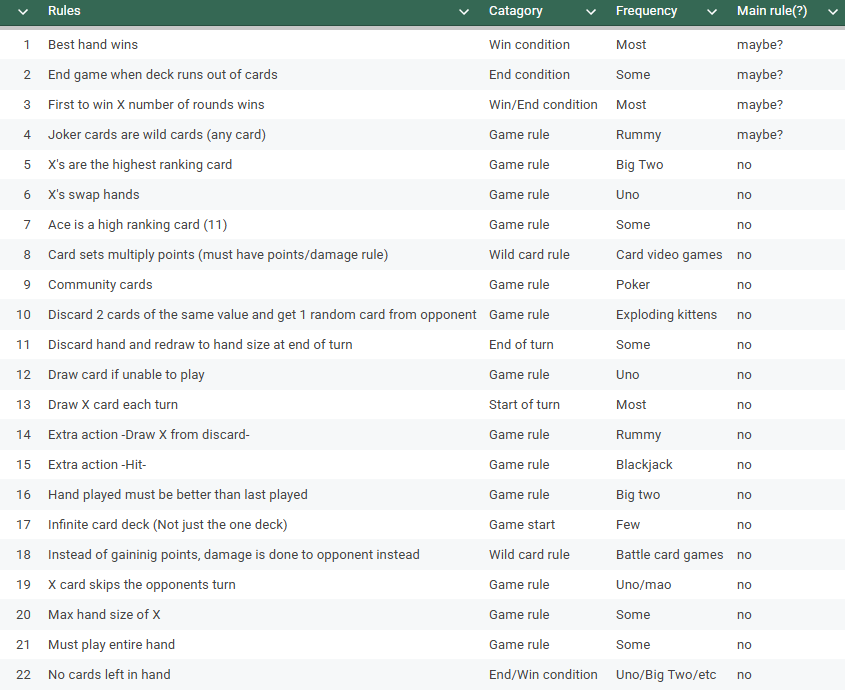 Rules Catagory Frequency Main rule(?)
1 Best hand wins Win condition Most maybe?
2 End game when deck runs out of cards End condition Some maybe?
3 First to win X number of rounds wins Win/End condition Most maybe?
4 Joker cards are wild cards (any card) Game rule Rummy maybe?
5 X's are the highest ranking card Game rule Big Two no
6 X's swap hands Game rule Uno no
7 Ace is a high ranking card (11) Game rule Some no
8 Card sets multiply points (must have points/damage rule) Wild card rule Card video games no
9 Community cards Game rule Poker no
10 Discard 2 cards of the same value and get 1 random card from opponent Game rule Exploding kittens no
11 Discard hand and redraw to hand size at end of turn End of turn Some no
12 Draw card if unable to play Game rule Uno no
13 Draw X card each turn Start of turn Most no
14 Extra action -Draw X from discard- Game rule Rummy no
15 Extra action -Hit- Game rule Blackjack no
16 Hand played must be better than last played Game rule Big two no
17 Infinite card deck (Not just the one deck) Game start Few no
18 Instead of gaininig points, damage is done to opponent instead Wild card rule Battle card games no
19 X card skips the opponents turn Game rule Uno/mao no
20 Max hand size of X Game rule Some no
21 Must play entire hand Game rule Some no
22 No cards left in hand End/Win condition Uno/Big Two/etc no